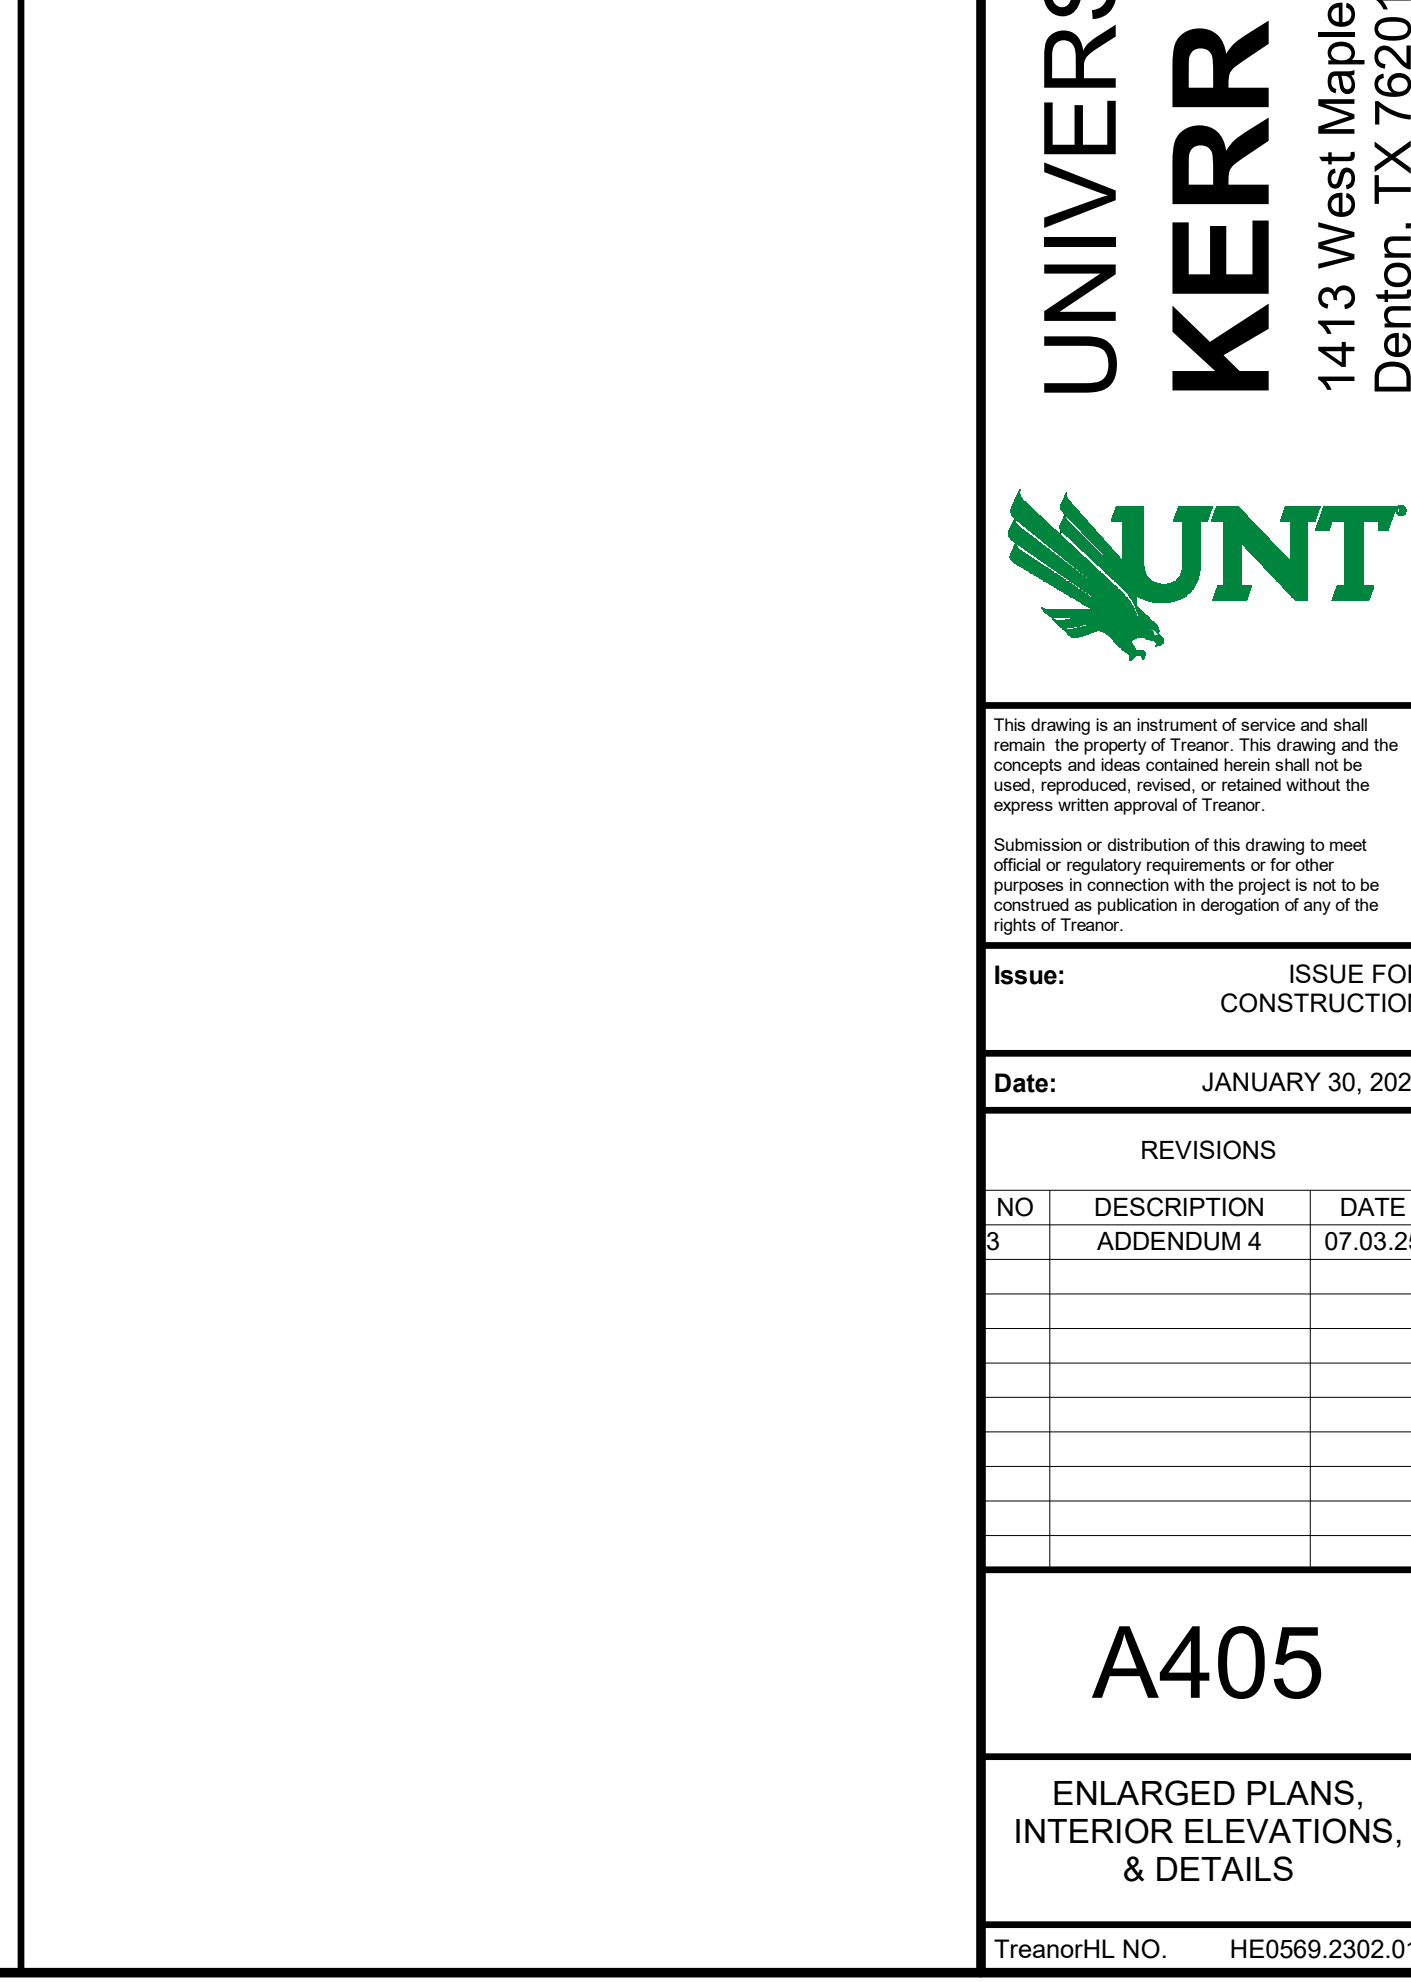 UNIVERS
KERR
1413 West Maple
Denton, TX 76201
UNT
This drawing is an instrument of service and shall
remain the property of Treanor. This drawing and the
concepts and ideas contained herein shall not be
used, reproduced, revised, or retained without the
express written approval of Treanor.
Submission or distribution of this drawing to meet
official or regulatory requirements or for other
purposes in connection with the project is not to be
construed as publication in derogation of any of the
rights of Treanor.
Issue: ISSUE FOR
CONSTRUCTION
Date: JANUARY 30, 202
REVISIONS
NO DESCRIPTION DATE
3 ADDENDUM 4 07.03.25
A405
ENLARGED PLANS,
INTERIOR ELEVATIONS,
& DETAILS
TreanorHL NO. HE0569.2302.01